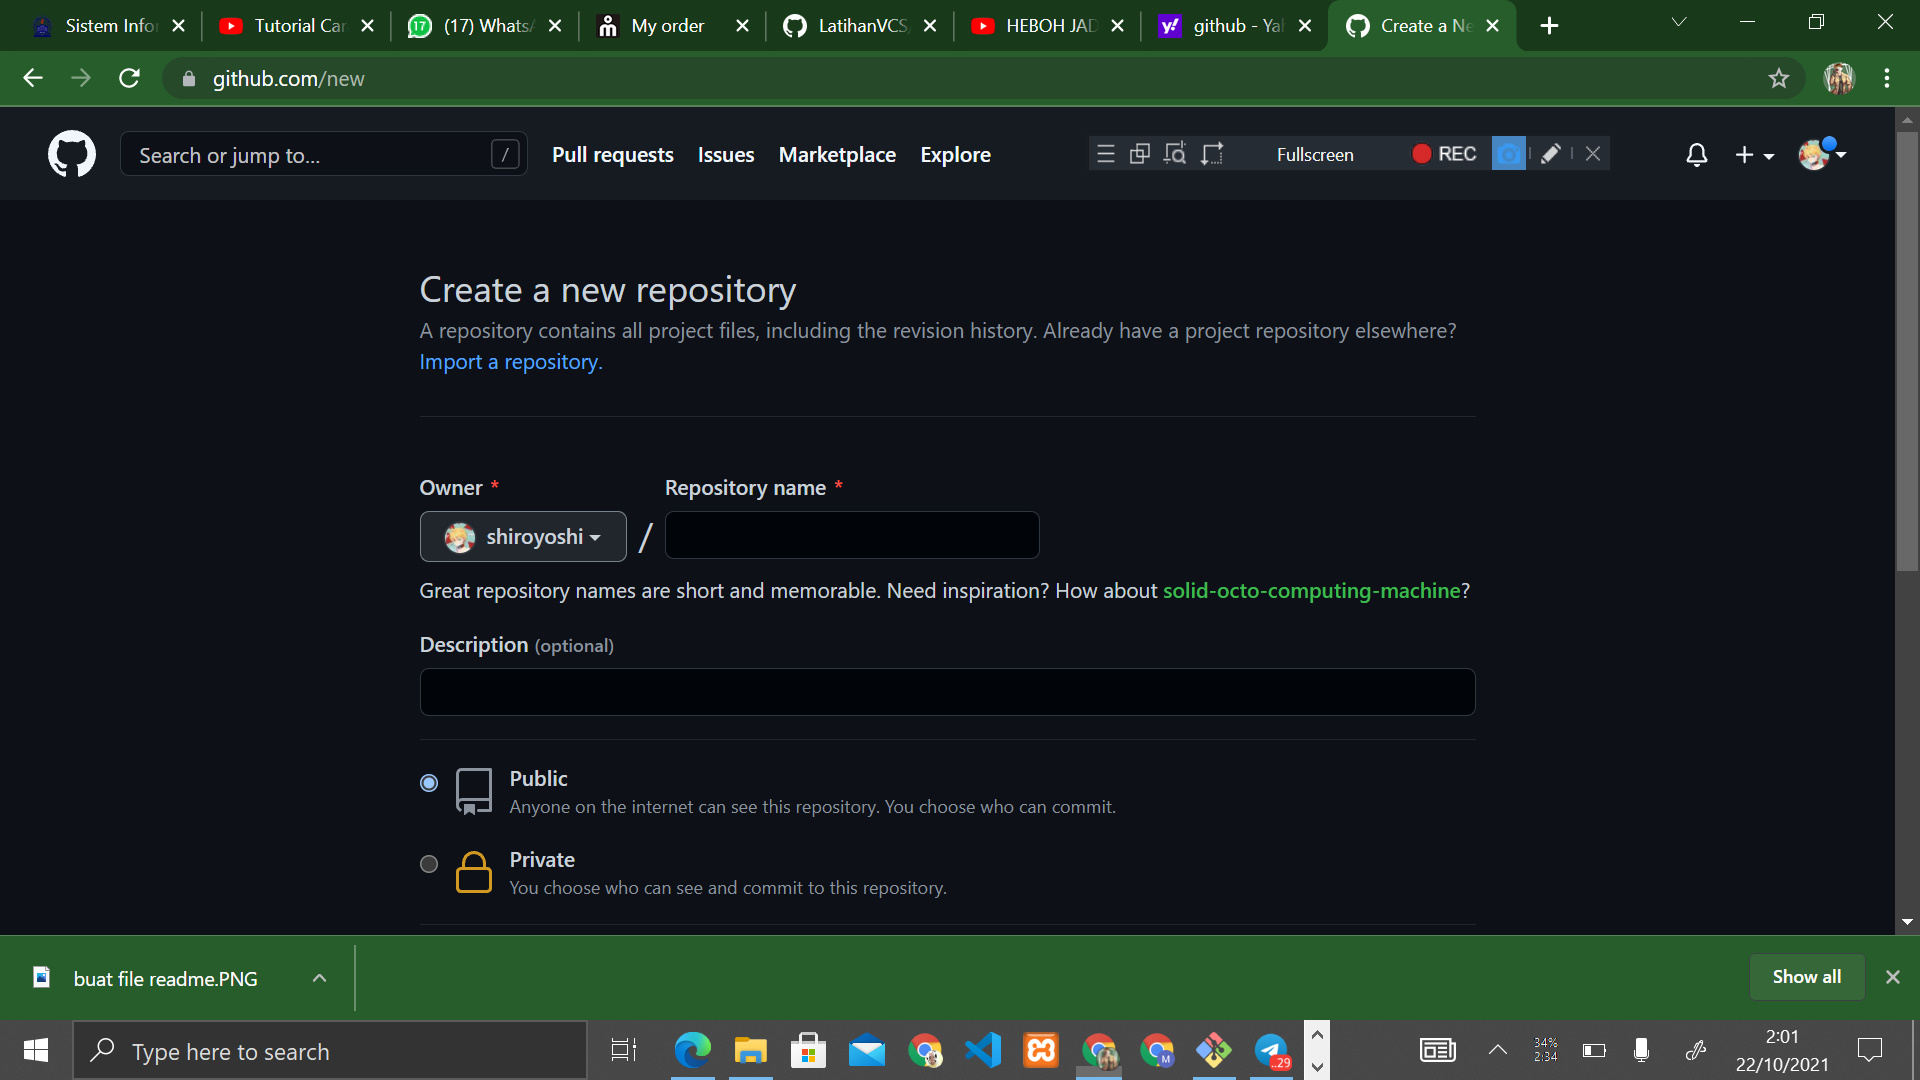 Sistem Infor
Tutorial Car
(17) WhatsA
My order
LatihanVCS,
HEBOH JAD
github - Yal
Create a Ne
github.com/new
Search or jump to...
/
Pull requests
Issues
Marketplace
Explore
Fullscreen
REC
Create a new repository
A repository contains all project files, including the revision history. Already have a project repository elsewhere?
Import a repository.
Owner *
Repository name *
shiroyoshi
/
Great repository names are short and memorable. Need inspiration? How about solid-octo-computing-machine?
Description (optional)
Public
Anyone on the internet can see this repository. You choose who can commit.
Private
You choose who can see and commit to this repository.
buat file readme.PNG
Show all
Type here to search
..29
34%
2:34
2:01
22/10/2021